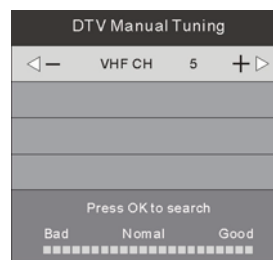 DTV Manual Tuning
− VHF CH 5 +
Press OK to search
Bad Nomal Good